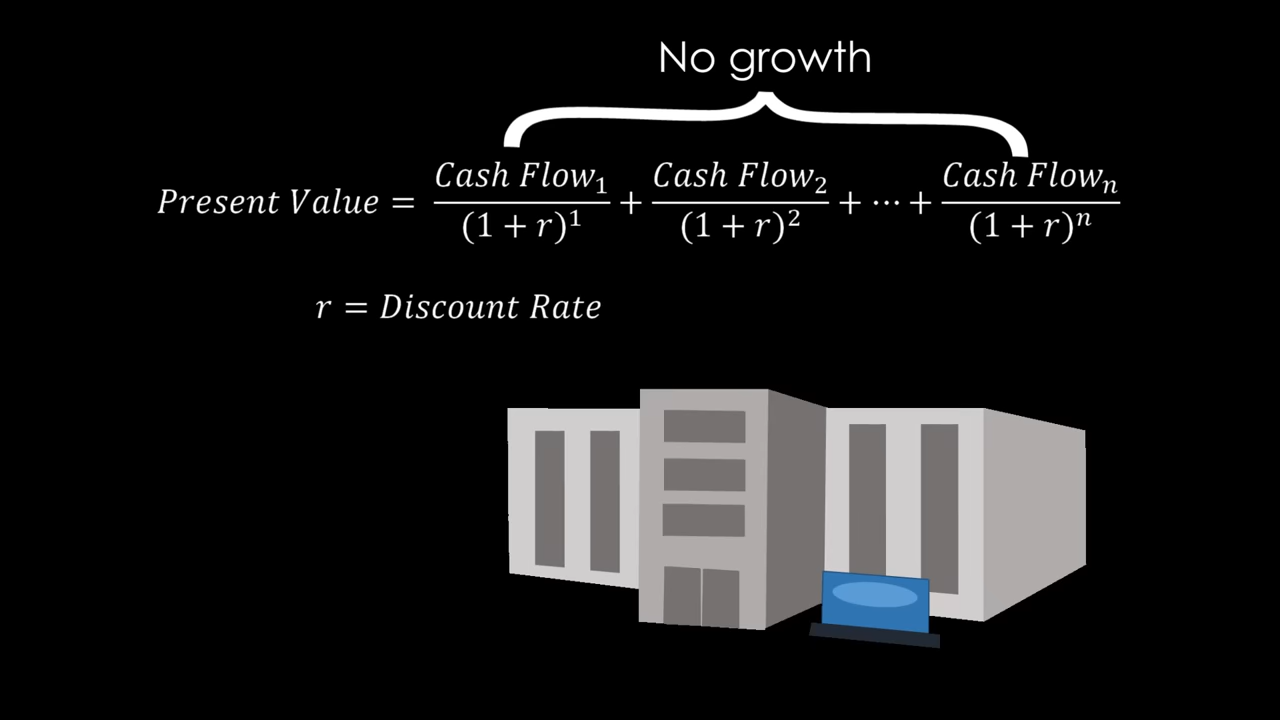 No growth
Present Value = Cash Flow₁/(1 + r)¹ + Cash Flow₂/(1 + r)² + ⋯ + Cash Flowₙ/(1 + r)ⁿ
r = Discount Rate